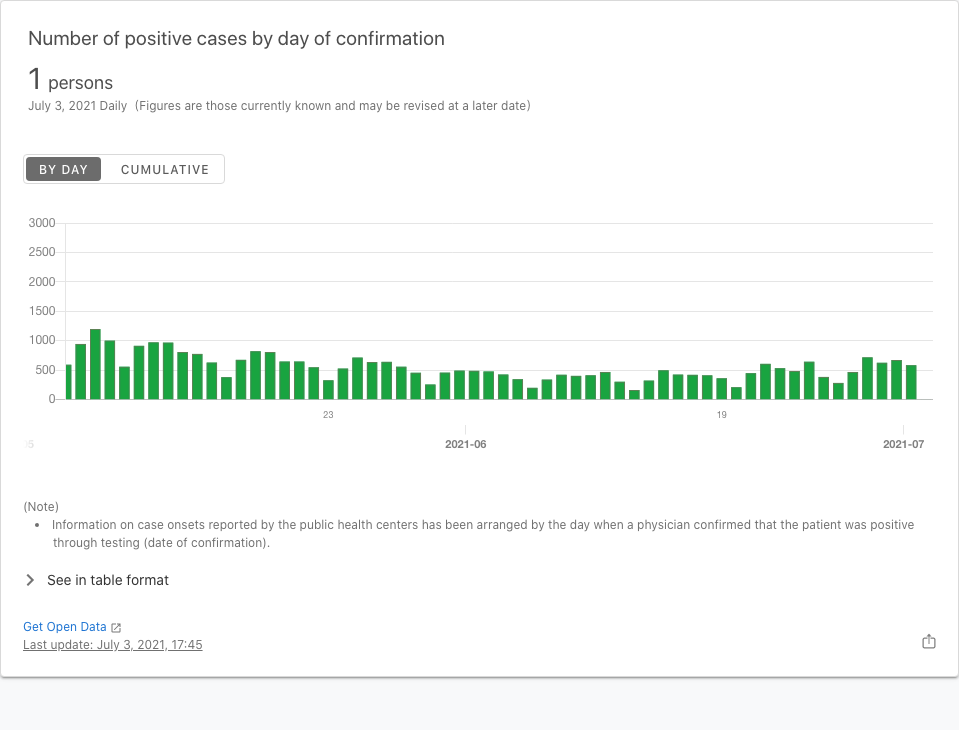 Number of positive cases by day of confirmation
1 persons
July 3, 2021 Daily (Figures are those currently known and may be revised at a later date)
BY DAY CUMULATIVE
3000
2500
2000
1500
1000
500
0
23 19
2021-06 2021-07
(Note)
• Information on case onsets reported by the public health centers has been arranged by the day when a physician confirmed that the patient was positive
through testing (date of confirmation).
See in table format
Get Open Data
Last update: July 3, 2021, 17:45